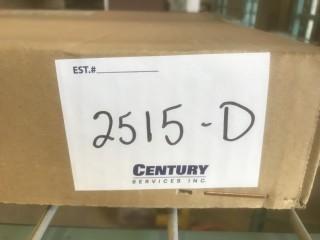 EST.#
2515-D
CENTURY
SERVICES INC.